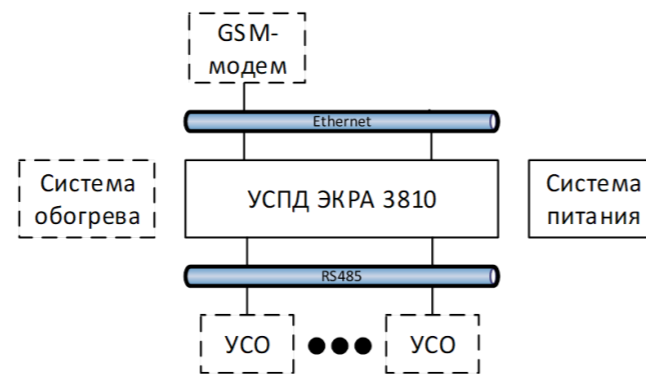 GSM-
модем
Ethernet
Система
обогрева
УСПД ЭКРА 3810
Система
питания
RS485
УСО
УСО